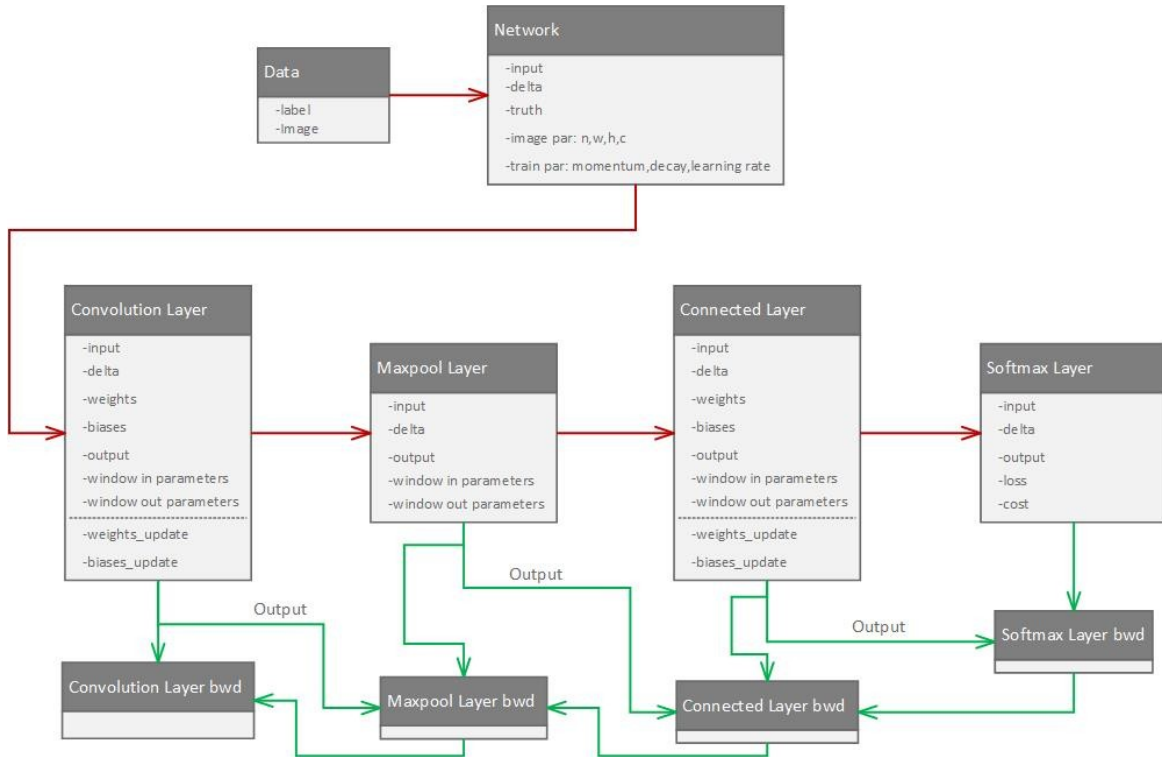 Network
-input
-delta
-truth
-image par: n,w,h,c
-train par: momentum,decay,learning rate
Data
-label
-Image
Convolution Layer
-input
-delta
-weights
-biases
-output
-window in parameters
-window out parameters
-weights_update
-biases_update
Maxpool Layer
-input
-delta
-output
-window in parameters
-window out parameters
Connected Layer
-input
-delta
-weights
-biases
-output
-window in parameters
-window out parameters
-weights_update
-biases_update
Softmax Layer
-input
-delta
-output
-loss
-cost
Output
Output
Output
Convolution Layer bwd
Maxpool Layer bwd
Connected Layer bwd
Softmax Layer bwd